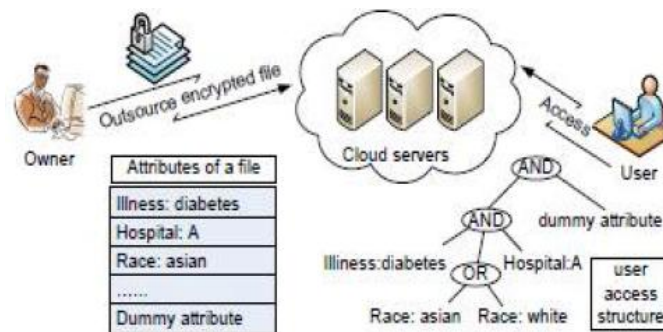 Outsource encrypted file
Owner
Cloud servers
Access
User
Attributes of a file
Illness: diabetes
Hospital: A
Race: asian
......
Dummy attribute
AND
AND
dummy attribute
Illiness:diabetes
Hospital:A
OR
Race: asian
Race: white
user
access
structure